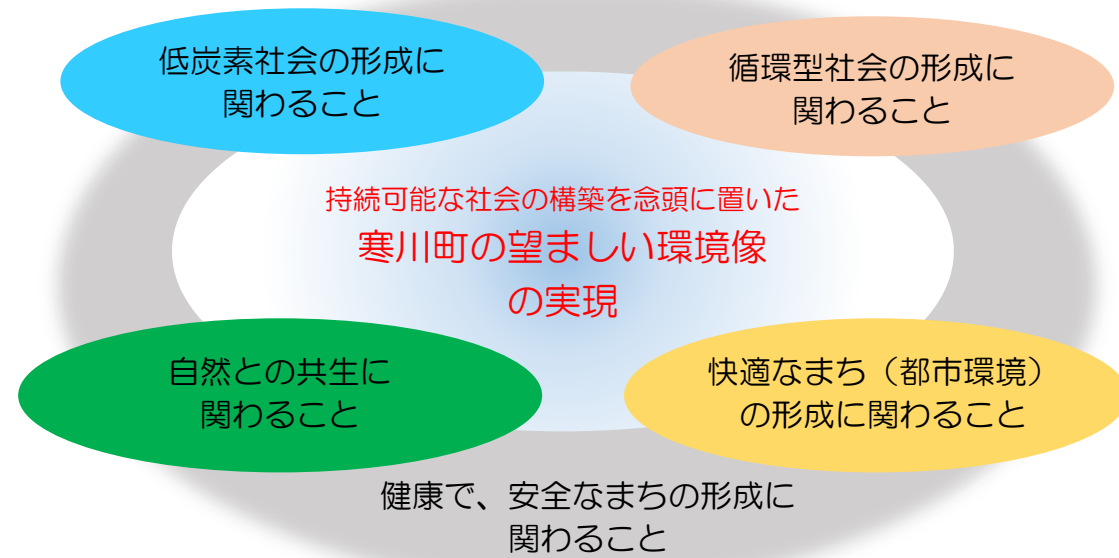 低炭素社会の形成に
関わること
循環型社会の形成に
関わること
持続可能な社会の構築を念頭に置いた
寒川町の望ましい環境像
の実現
自然との共生に
関わること
快適なまち（都市環境）
の形成に関わること
健康で、安全なまちの形成に
関わること